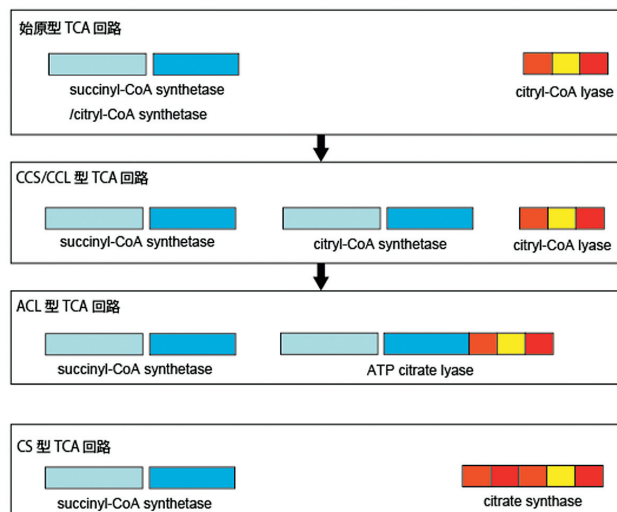 始原型 TCA 回路
succinyl-CoA synthetase
/citryl-CoA synthetase
citryl-CoA lyase
CCS/CCL 型 TCA 回路
succinyl-CoA synthetase
citryl-CoA synthetase
citryl-CoA lyase
ACL 型 TCA 回路
succinyl-CoA synthetase
ATP citrate lyase
CS 型 TCA 回路
succinyl-CoA synthetase
citrate synthase